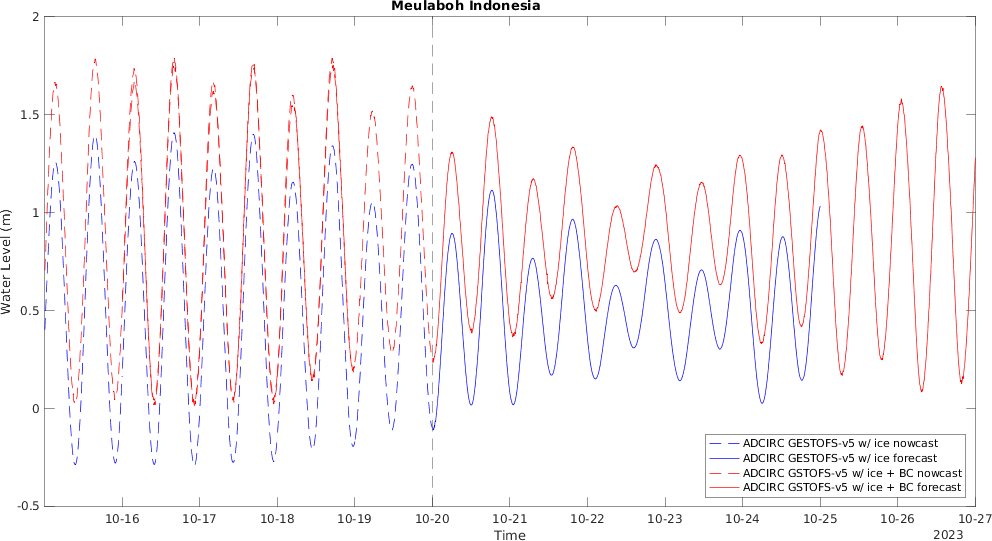 Meulaboh Indonesia
2
1.5
1
0.5
0
-0.5
Water Level (m)
10-16 10-17 10-18 10-19 10-20 10-21 10-22 10-23 10-24 10-25 10-26 10-27
2023
Time
ADCIRC GESTOFS-v5 w/ ice nowcast
ADCIRC GESTOFS-v5 w/ ice forecast
ADCIRC GSTOFS-v5 w/ ice + BC nowcast
ADCIRC GSTOFS-v5 w/ ice + BC forecast